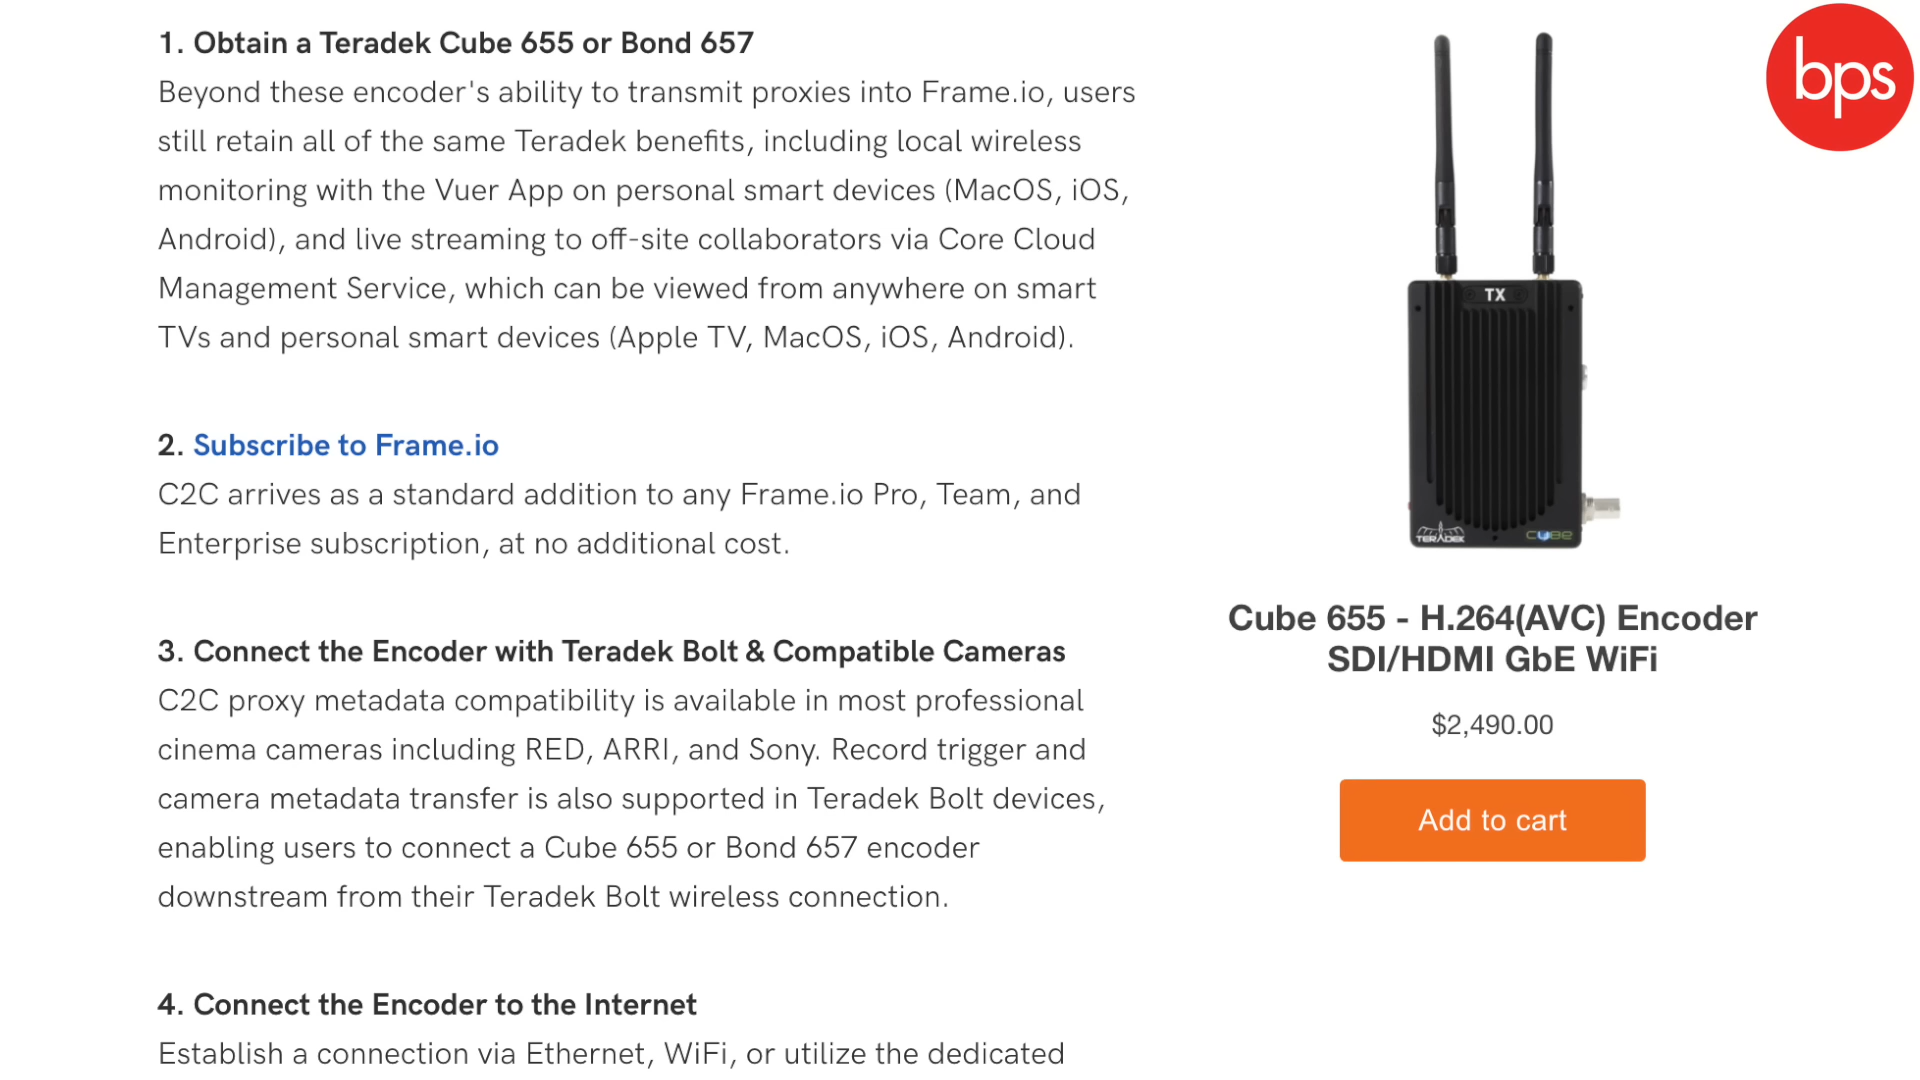 1. Obtain a Teradek Cube 655 or Bond 657
Beyond these encoder's ability to transmit proxies into Frame.io, users
still retain all of the same Teradek benefits, including local wireless
monitoring with the Vuer App on personal smart devices (MacOS, iOS,
Android), and live streaming to off-site collaborators via Core Cloud
Management Service, which can be viewed from anywhere on smart
TVs and personal smart devices (Apple TV, MacOS, iOS, Android).
2. Subscribe to Frame.io
C2C arrives as a standard addition to any Frame.io Pro, Team, and
Enterprise subscription, at no additional cost.
3. Connect the Encoder with Teradek Bolt & Compatible Cameras
C2C proxy metadata compatibility is available in most professional
cinema cameras including RED, ARRI, and Sony. Record trigger and
camera metadata transfer is also supported in Teradek Bolt devices,
enabling users to connect a Cube 655 or Bond 657 encoder
downstream from their Teradek Bolt wireless connection.
4. Connect the Encoder to the Internet
Establish a connection via Ethernet, WiFi, or utilize the dedicated
bps
TX
TERADEK
CUBE
Cube 655 - H.264(AVC) Encoder
SDI/HDMI GbE WiFi
$2,490.00
Add to cart